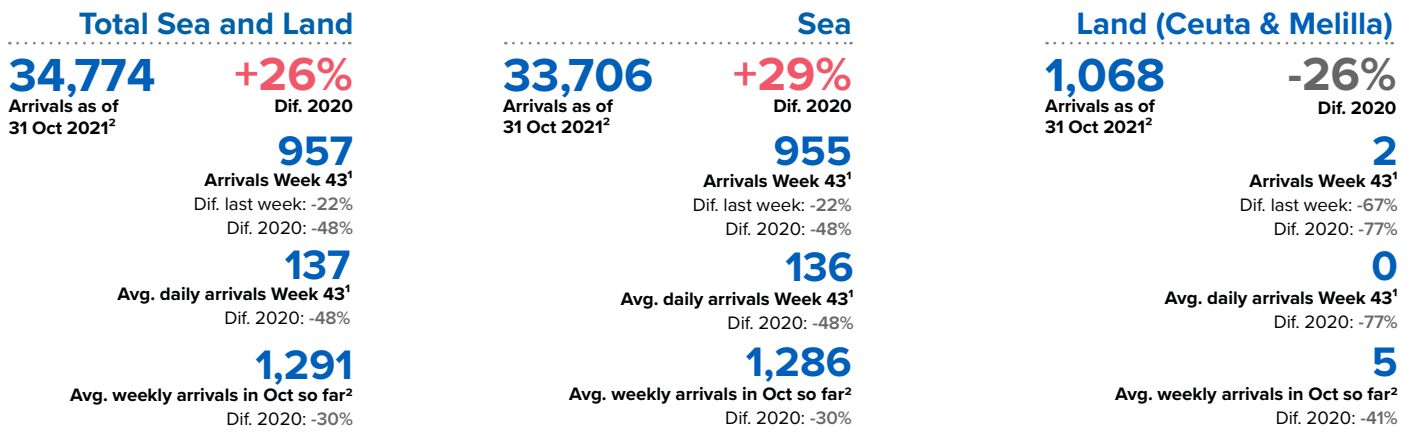 Total Sea and Land
34,774
+26%
Arrivals as of
31 Oct 2021²
Dif. 2020
957
Arrivals Week 43¹
Dif. last week: -22%
Dif. 2020: -48%
137
Avg. daily arrivals Week 43¹
Dif. 2020: -48%
1,291
Avg. weekly arrivals in Oct so far²
Dif. 2020: -30%
Sea
33,706
+29%
Arrivals as of
31 Oct 2021²
Dif. 2020
955
Arrivals Week 43¹
Dif. last week: -22%
Dif. 2020: -48%
136
Avg. daily arrivals Week 43¹
Dif. 2020: -48%
1,286
Avg. weekly arrivals in Oct so far²
Dif. 2020: -30%
Land (Ceuta & Melilla)
1,068
-26%
Arrivals as of
31 Oct 2021²
Dif. 2020
2
Arrivals Week 43¹
Dif. last week: -67%
Dif. 2020: -77%
0
Avg. daily arrivals Week 43¹
Dif. 2020: -77%
5
Avg. weekly arrivals in Oct so far²
Dif. 2020: -41%